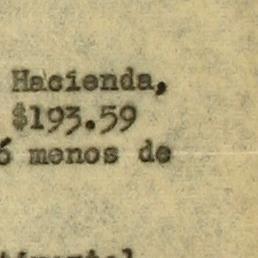 Hacienda,
$193.59
ó menos de